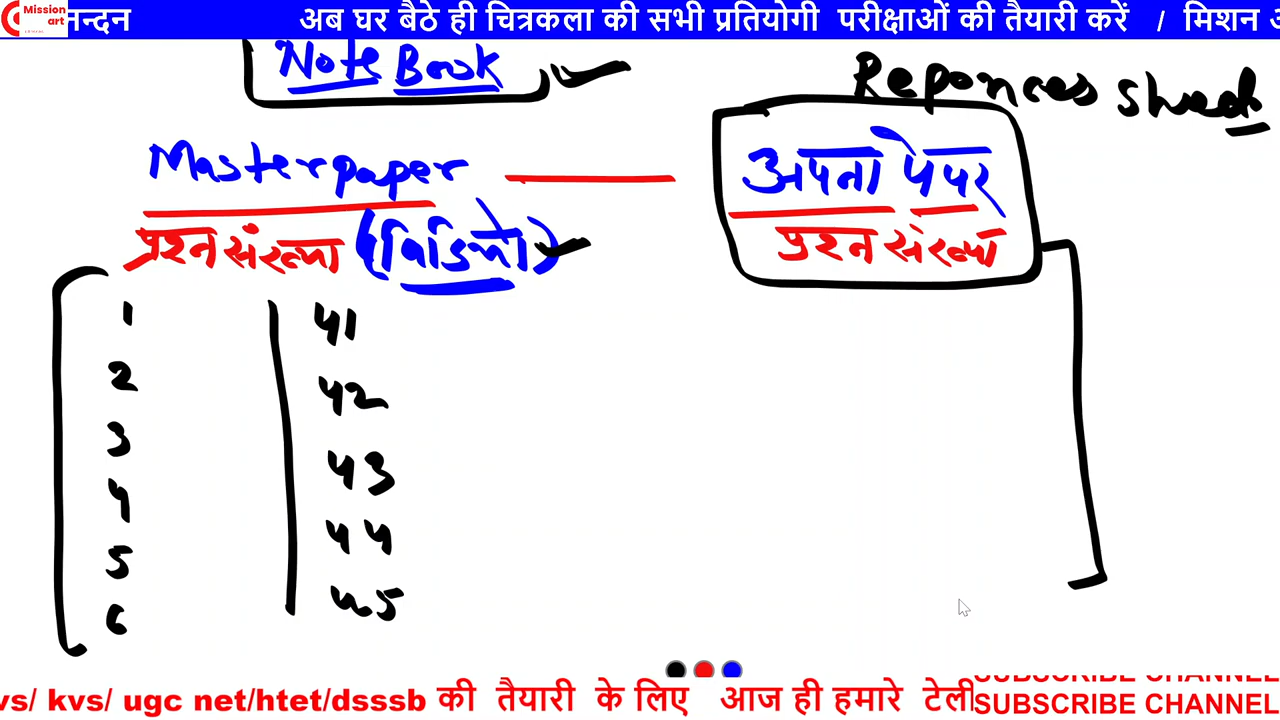 Mission
art
नन्दन अब घर बैठे ही चित्रकला की सभी प्रतियोगी परीक्षाओं की तैयारी करें / मिशन
Note Book
Reponces sheet
Masterpaper
अपना पेपर
प्रश्न संख्या (विडियो)
प्रश्न संख्या
1 41
2 42
3 43
4 44
5 45
6
vs/ kvs/ ugc net/htet/dsssb की तैयारी के लिए आज ही हमारे टेली
SUBSCRIBE CHANNEL
SUBSCRIBE CHANNEL